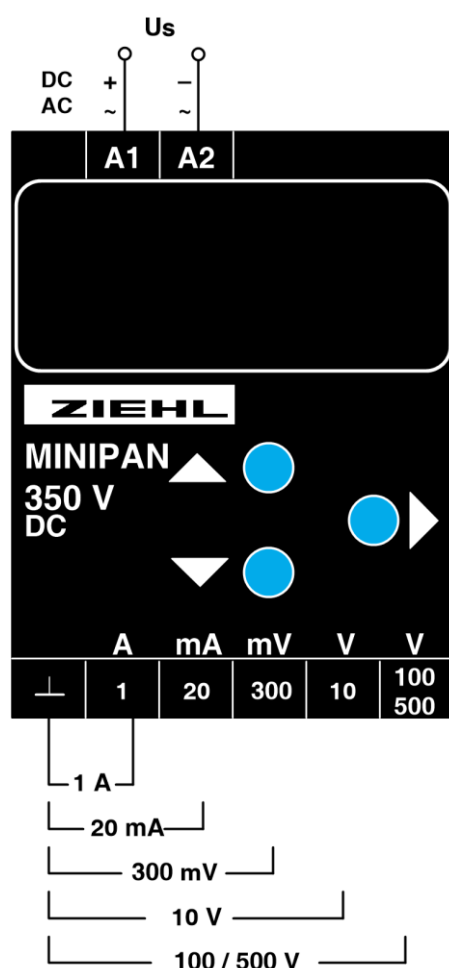 Us
DC + –
AC ~ ~
A1 A2
ZIEHL
MINIPAN
350 V
DC
A mA mV V V
⊥ 1 20 300 10 100
500
1 A
20 mA
300 mV
10 V
100 / 500 V